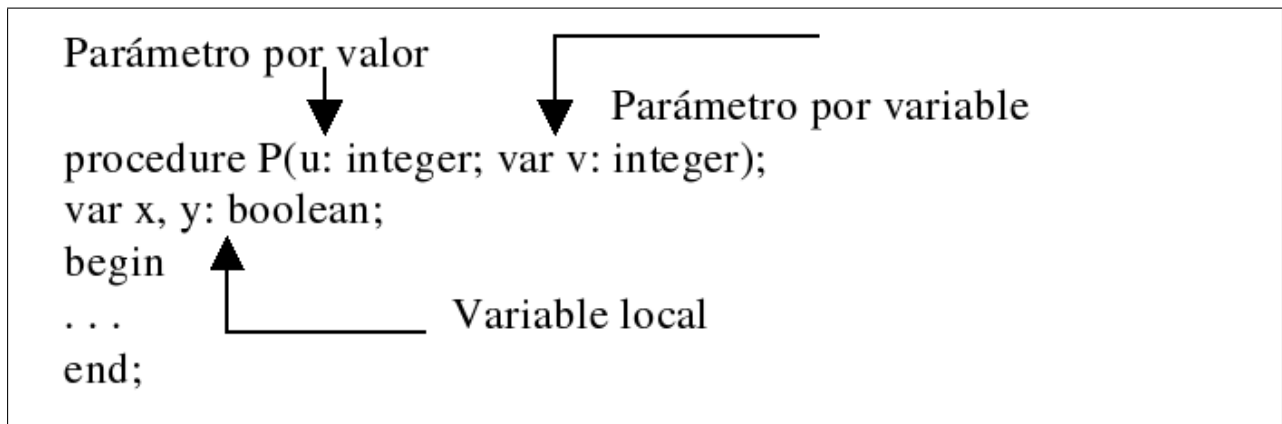 Parámetro por valor
Parámetro por variable
procedure P(u: integer; var v: integer);
var x, y: boolean;
begin
. . .
Variable local
end;